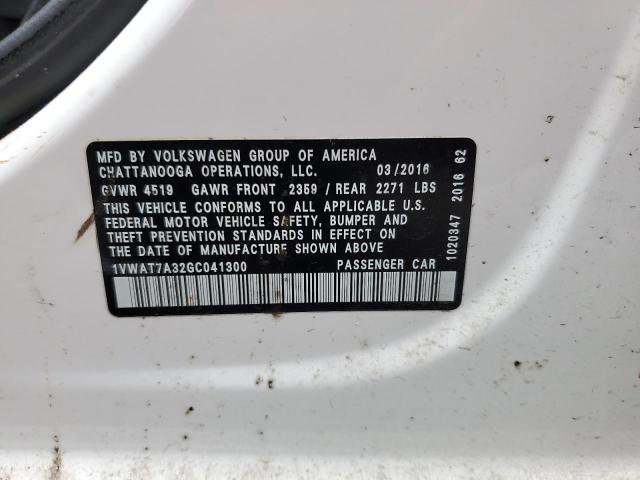 MFD BY VOLKSWAGEN GROUP OF AMERICA
CHATTANOOGA OPERATIONS, LLC. 03/2016
GVWR 4519 GAWR FRONT 2359 / REAR 2271 LBS
THIS VEHICLE CONFORMS TO ALL APPLICABLE U.S.
FEDERAL MOTOR VEHICLE SAFETY, BUMPER AND
THEFT PREVENTION STANDARDS IN EFFECT ON
THE DATE OF MANUFACTURE SHOWN ABOVE
1VWAT7A32GC041300 PASSENGER CAR
1020347 2016 62